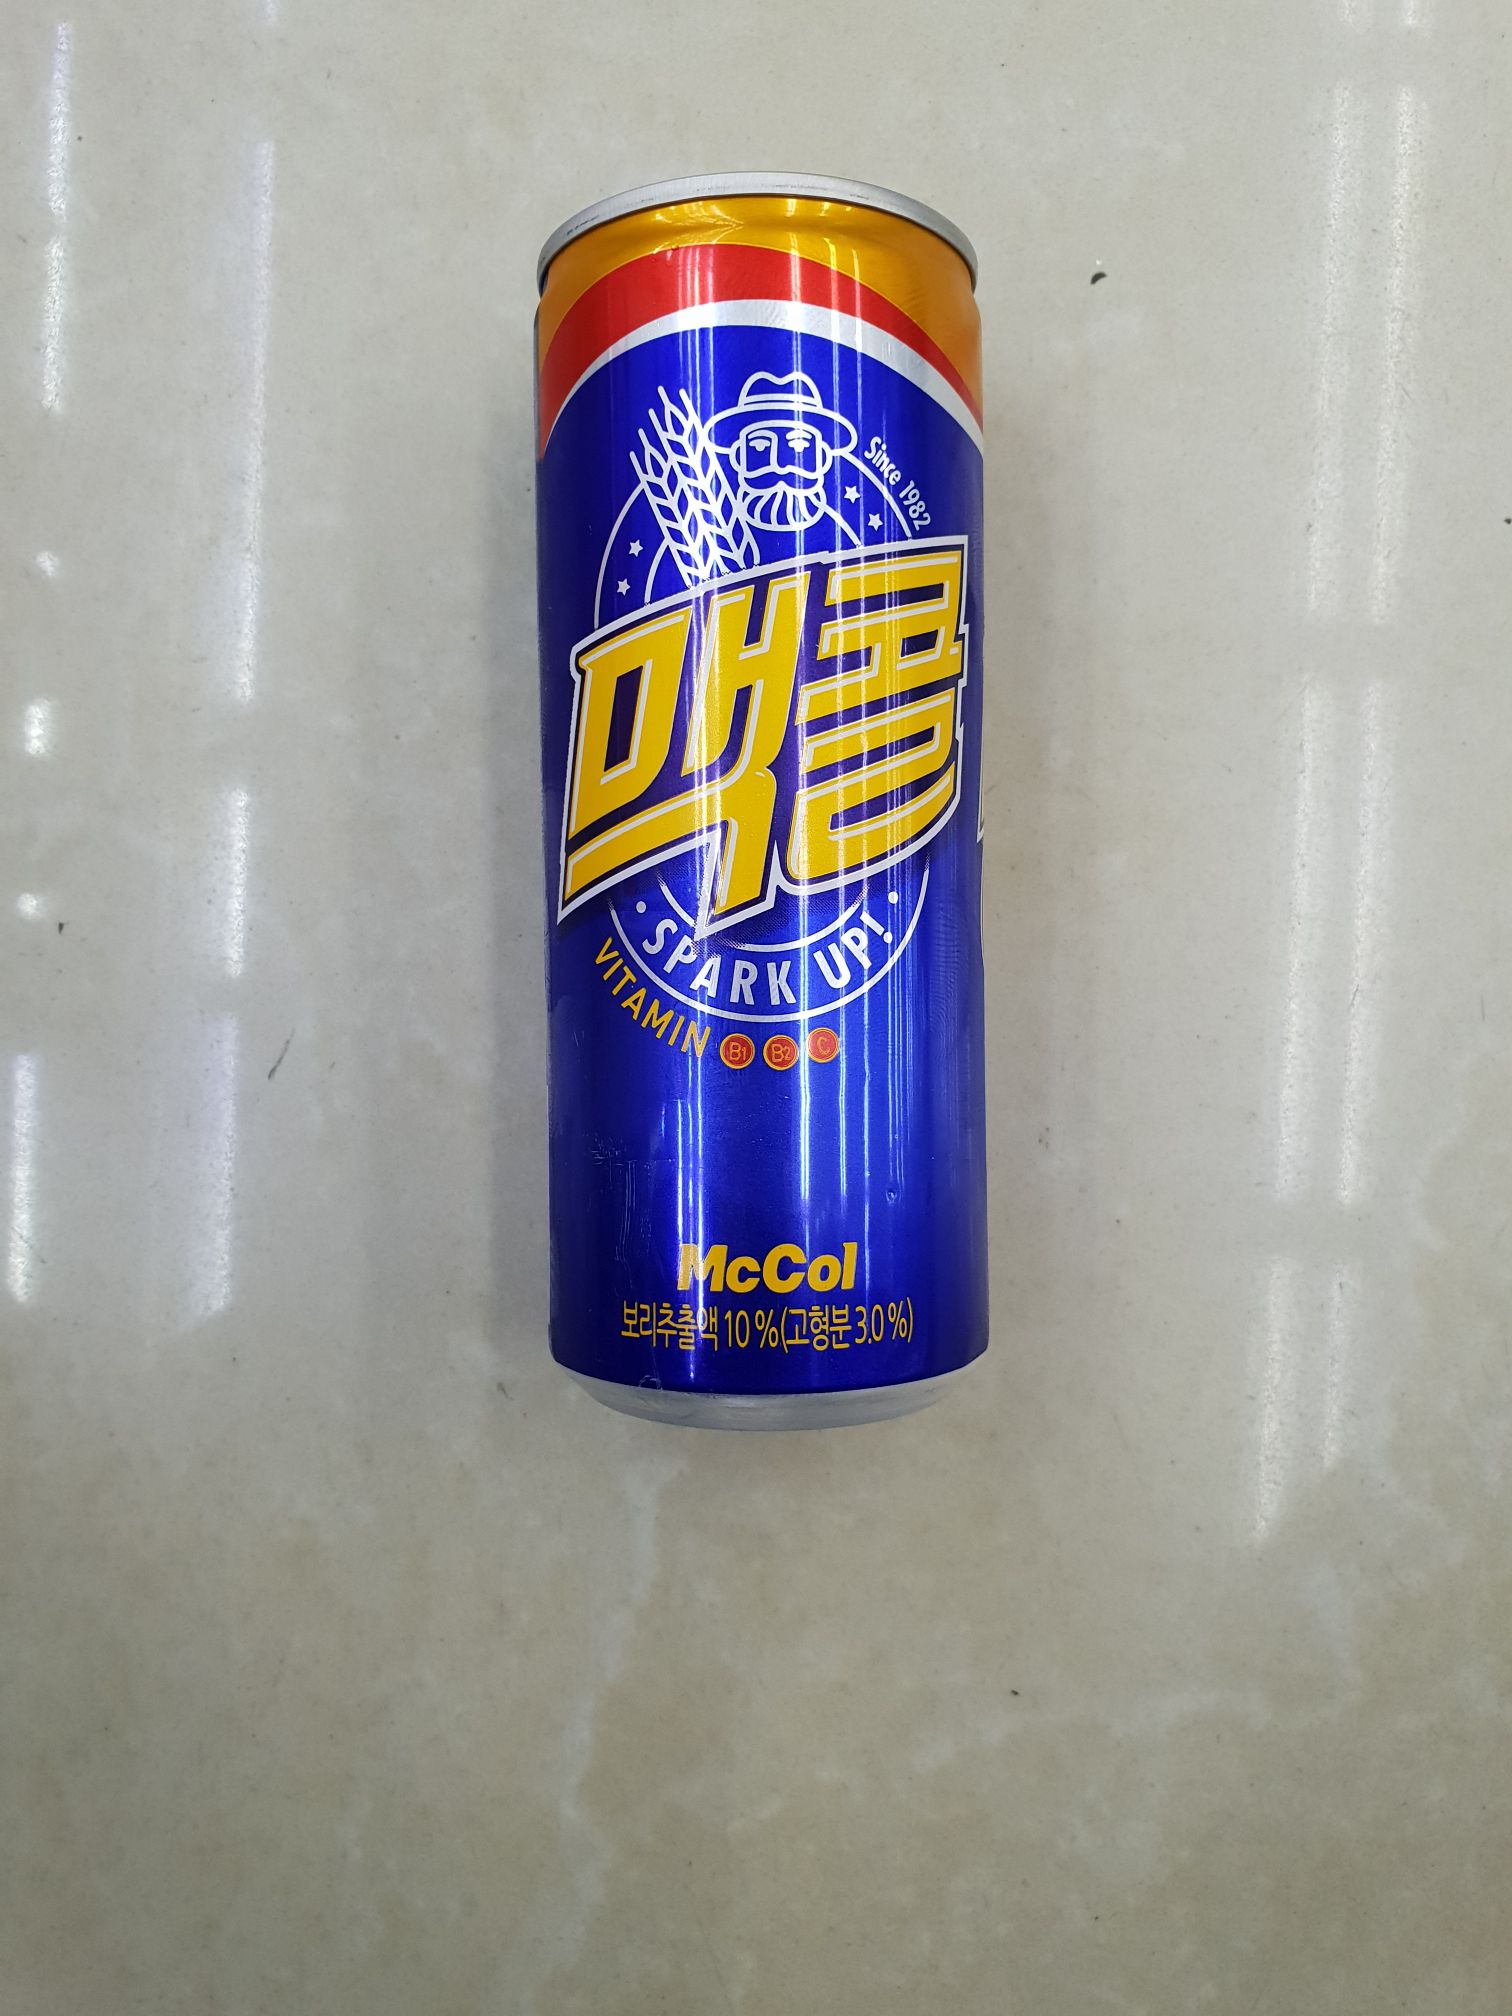 Since 1982
맥콜
SPARK UP!
VITAMIN B1 B2 C
McCol
보리추출액 10 %(고형분 3.0 %)